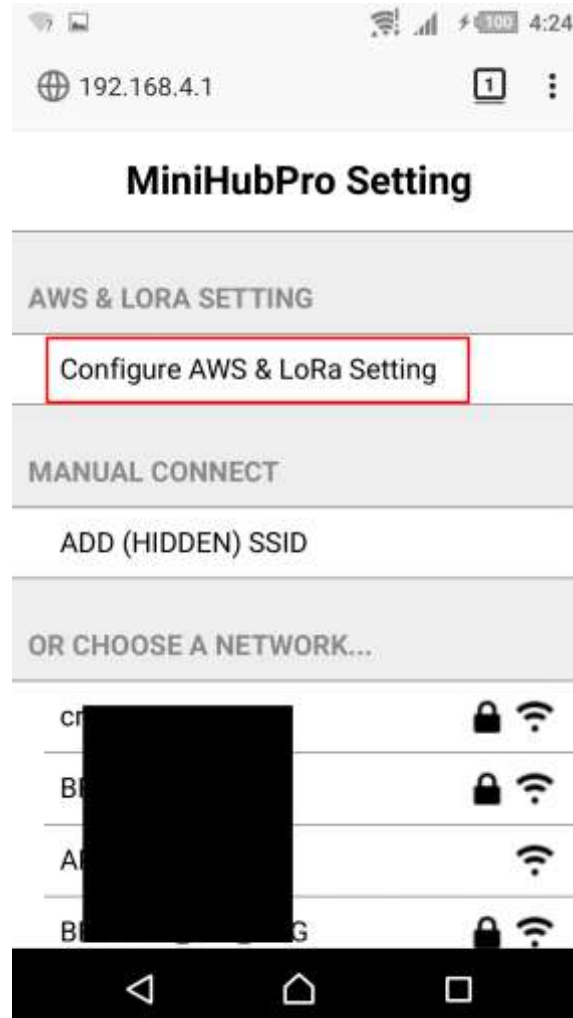 100 4:24
192.168.4.1 1
MiniHubPro Setting
AWS & LORA SETTING
Configure AWS & LoRa Setting
MANUAL CONNECT
ADD (HIDDEN) SSID
OR CHOOSE A NETWORK...